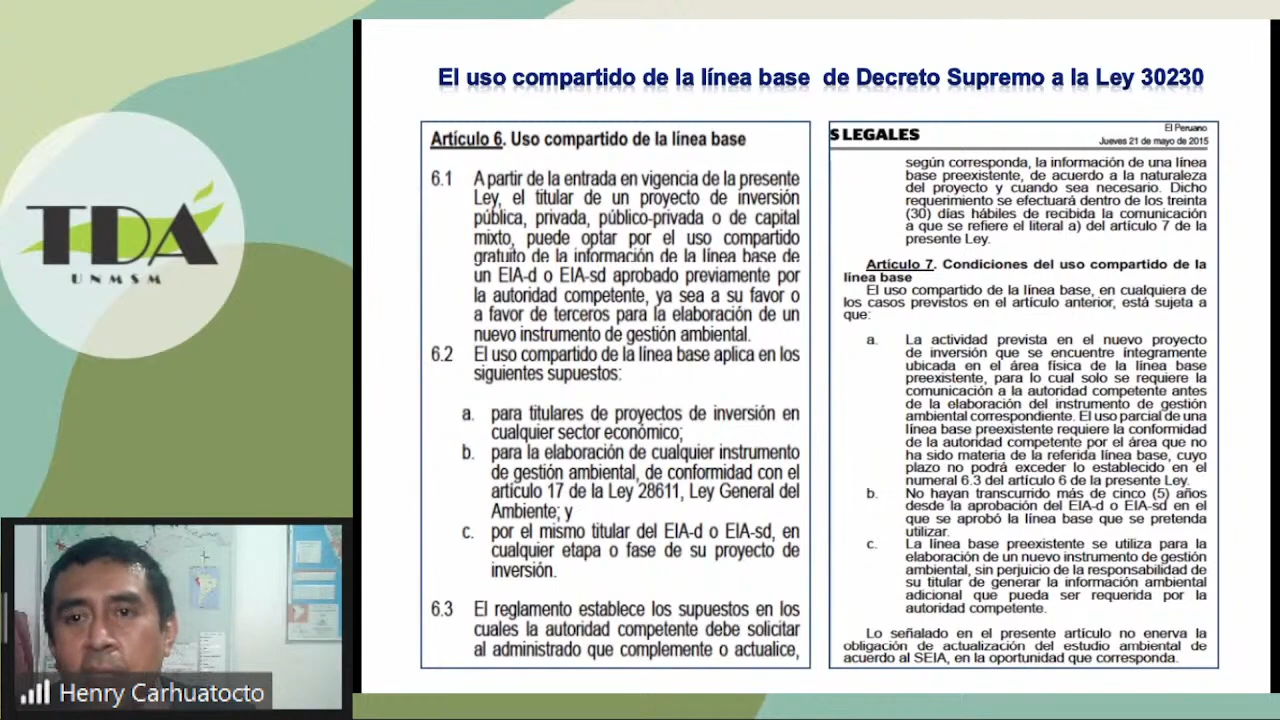 El uso compartido de la línea base de Decreto Supremo a la Ley 30230
Artículo 6. Uso compartido de la línea base
6.1 A partir de la entrada en vigencia de la presente
Ley, el titular de un proyecto de inversión
pública, privada, público-privada o de capital
mixto, puede optar por el uso compartido
gratuito de la información de la línea base de
un EIA-d o EIA-sd aprobado previamente por
la autoridad competente, ya sea a su favor o
a favor de terceros para la elaboración de un
nuevo instrumento de gestión ambiental.
6.2 El uso compartido de la línea base aplica en los
siguientes supuestos:
a. para titulares de proyectos de inversión en
cualquier sector económico;
b. para la elaboración de cualquier instrumento
de gestión ambiental, de conformidad con el
artículo 17 de la Ley 28611, Ley General del
Ambiente; y
c. por el mismo titular del EIA-d o EIA-sd, en
cualquier etapa o fase de su proyecto de
inversión.
6.3 El reglamento establece los supuestos en los
cuales la autoridad competente debe solicitar
al administrado que complemente o actualice,
S LEGALES
El Peruano
Jueves 21 de mayo de 2015
según corresponda, la información de una línea
base preexistente, de acuerdo a la naturaleza
del proyecto y cuando sea necesario. Dicho
requerimiento se efectuará dentro de los treinta
(30) días hábiles de recibida la comunicación
a que se refiere el literal a) del artículo 7 de la
presente Ley.
Artículo 7. Condiciones del uso compartido de la
línea base
El uso compartido de la línea base, en cualquiera de
los casos previstos en el artículo anterior, está sujeta a
que:
a. La actividad prevista en el nuevo proyecto
de inversión que se encuentre íntegramente
ubicada en el área física de la línea base
preexistente, para lo cual solo se requiere la
comunicación a la autoridad competente antes
de la elaboración del instrumento de gestión
ambiental correspondiente. El uso parcial de una
línea base preexistente requiere la conformidad
de la autoridad competente por el área que no
ha sido materia de la referida línea base, cuyo
plazo no podrá exceder lo establecido en el
numeral 6.3 del artículo 6 de la presente Ley.
b. No hayan transcurrido más de cinco (5) años
desde la aprobación del EIA-d o EIA-sd en el
que se aprobó la línea base que se pretenda
utilizar.
c. La línea base preexistente se utiliza para la
elaboración de un nuevo instrumento de gestión
ambiental, sin perjuicio de la responsabilidad de
su titular de generar la información ambiental
adicional que pueda ser requerida por la
autoridad competente.
Lo señalado en el presente artículo no enerva la
obligación de actualización del estudio ambiental de
acuerdo al SEIA, en la oportunidad que corresponda.
TDÁ
UNMSM
Henry Carhuatocto